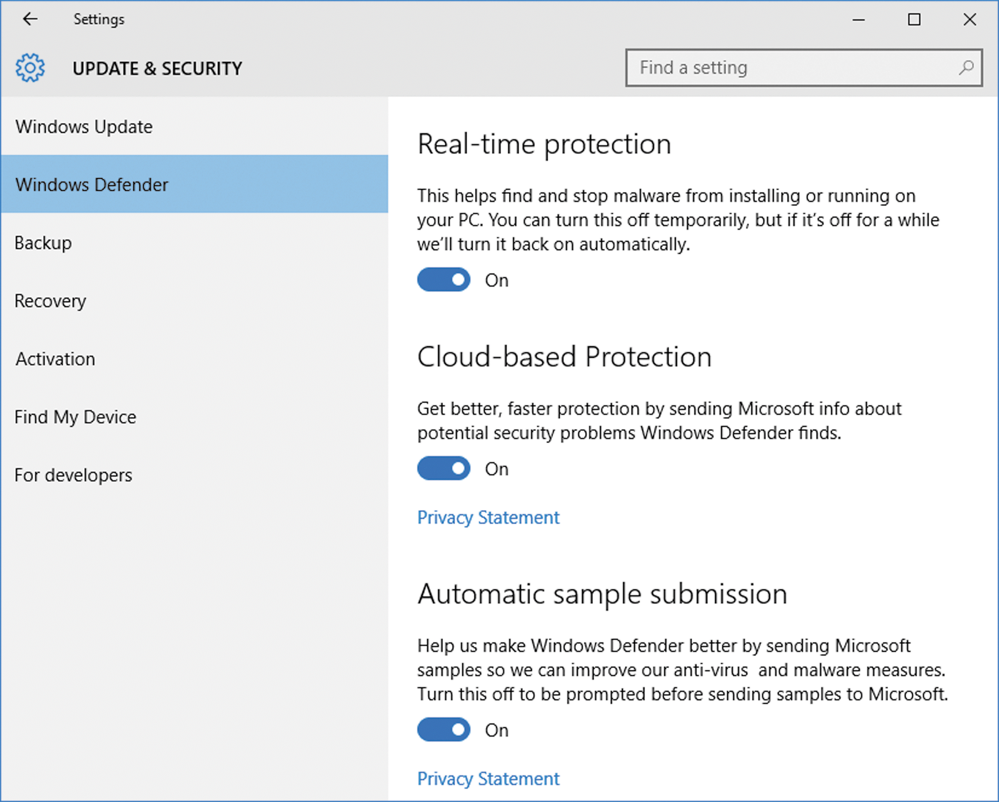 Settings
UPDATE & SECURITY
Find a setting
Windows Update
Windows Defender
Backup
Recovery
Activation
Find My Device
For developers
Real-time protection
This helps find and stop malware from installing or running on
your PC. You can turn this off temporarily, but if it’s off for a while
we’ll turn it back on automatically.
On
Cloud-based Protection
Get better, faster protection by sending Microsoft info about
potential security problems Windows Defender finds.
On
Privacy Statement
Automatic sample submission
Help us make Windows Defender better by sending Microsoft
samples so we can improve our anti-virus  and malware measures.
Turn this off to be prompted before sending samples to Microsoft.
On
Privacy Statement